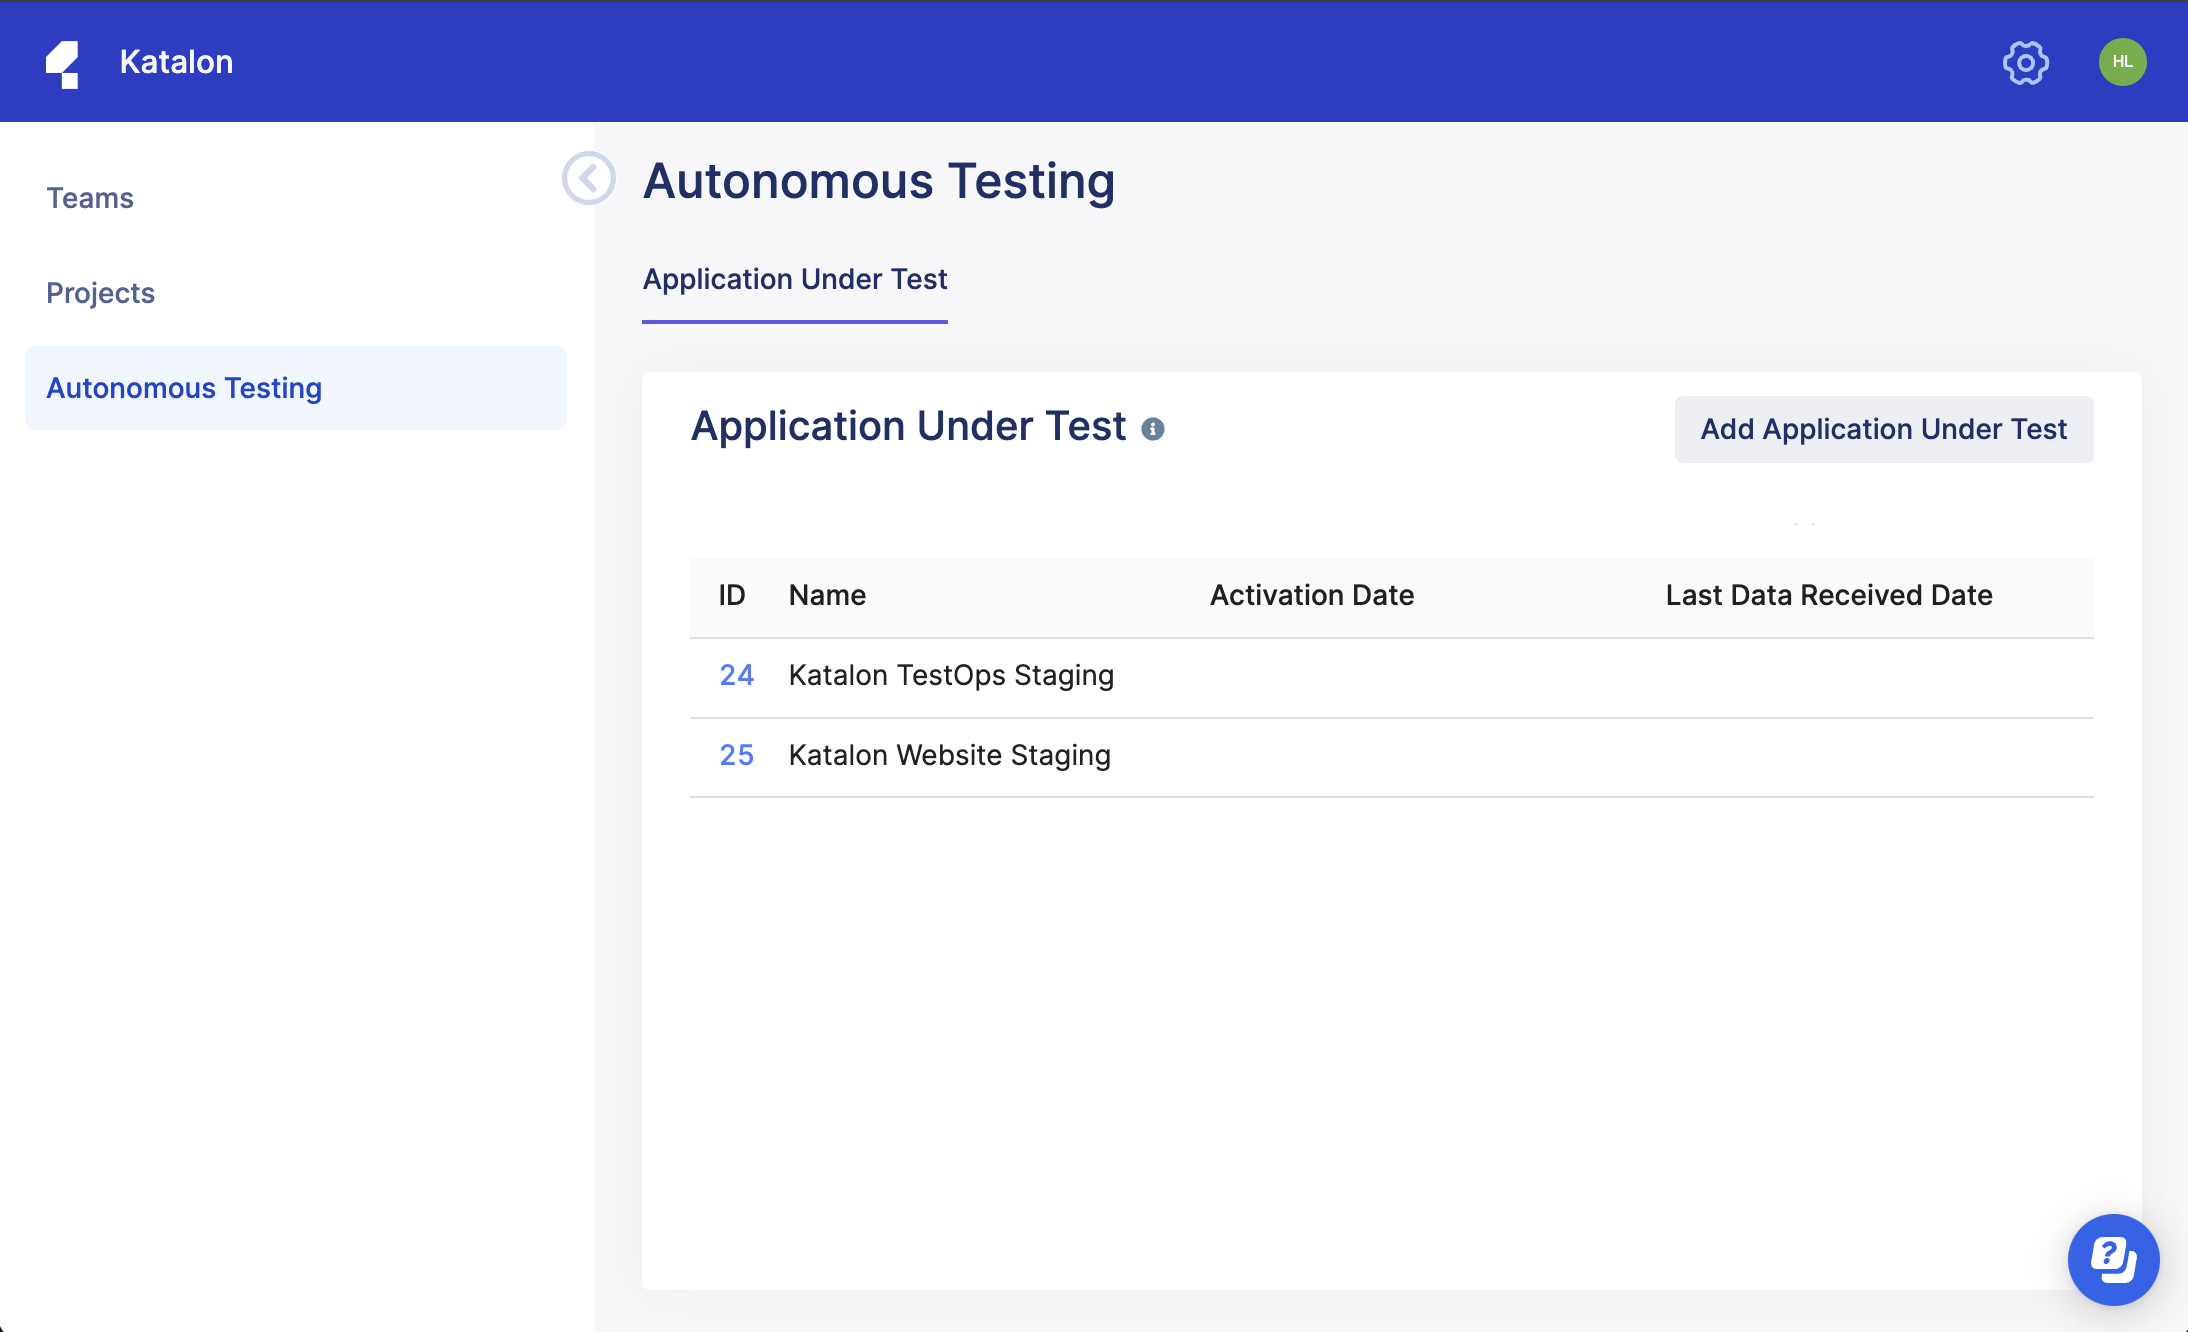 Katalon
HL
Teams
Projects
Autonomous Testing
Autonomous Testing
Application Under Test
Application Under Test
Add Application Under Test
ID Name Activation Date Last Data Received Date
24 Katalon TestOps Staging
25 Katalon Website Staging